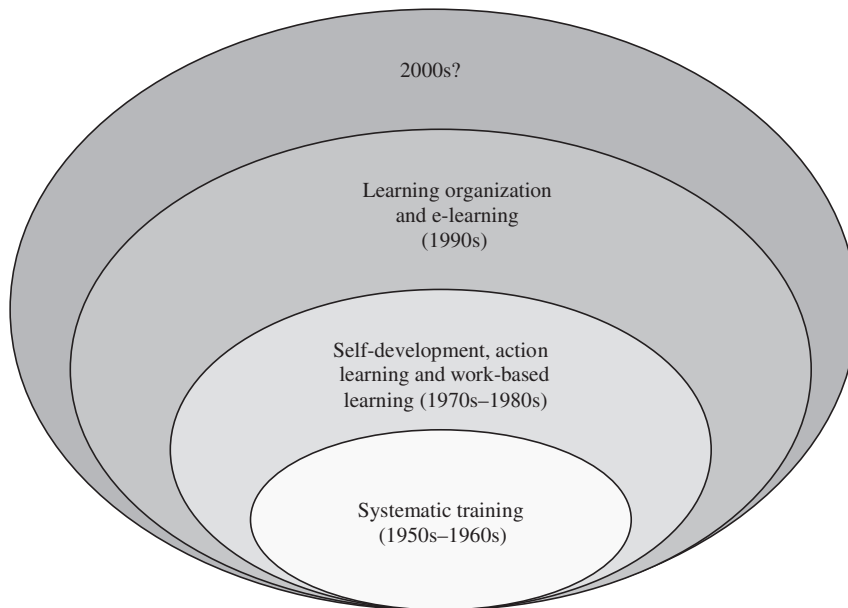 2000s?
Learning organization
and e-learning
(1990s)
Self-development, action
learning and work-based
learning (1970s–1980s)
Systematic training
(1950s–1960s)